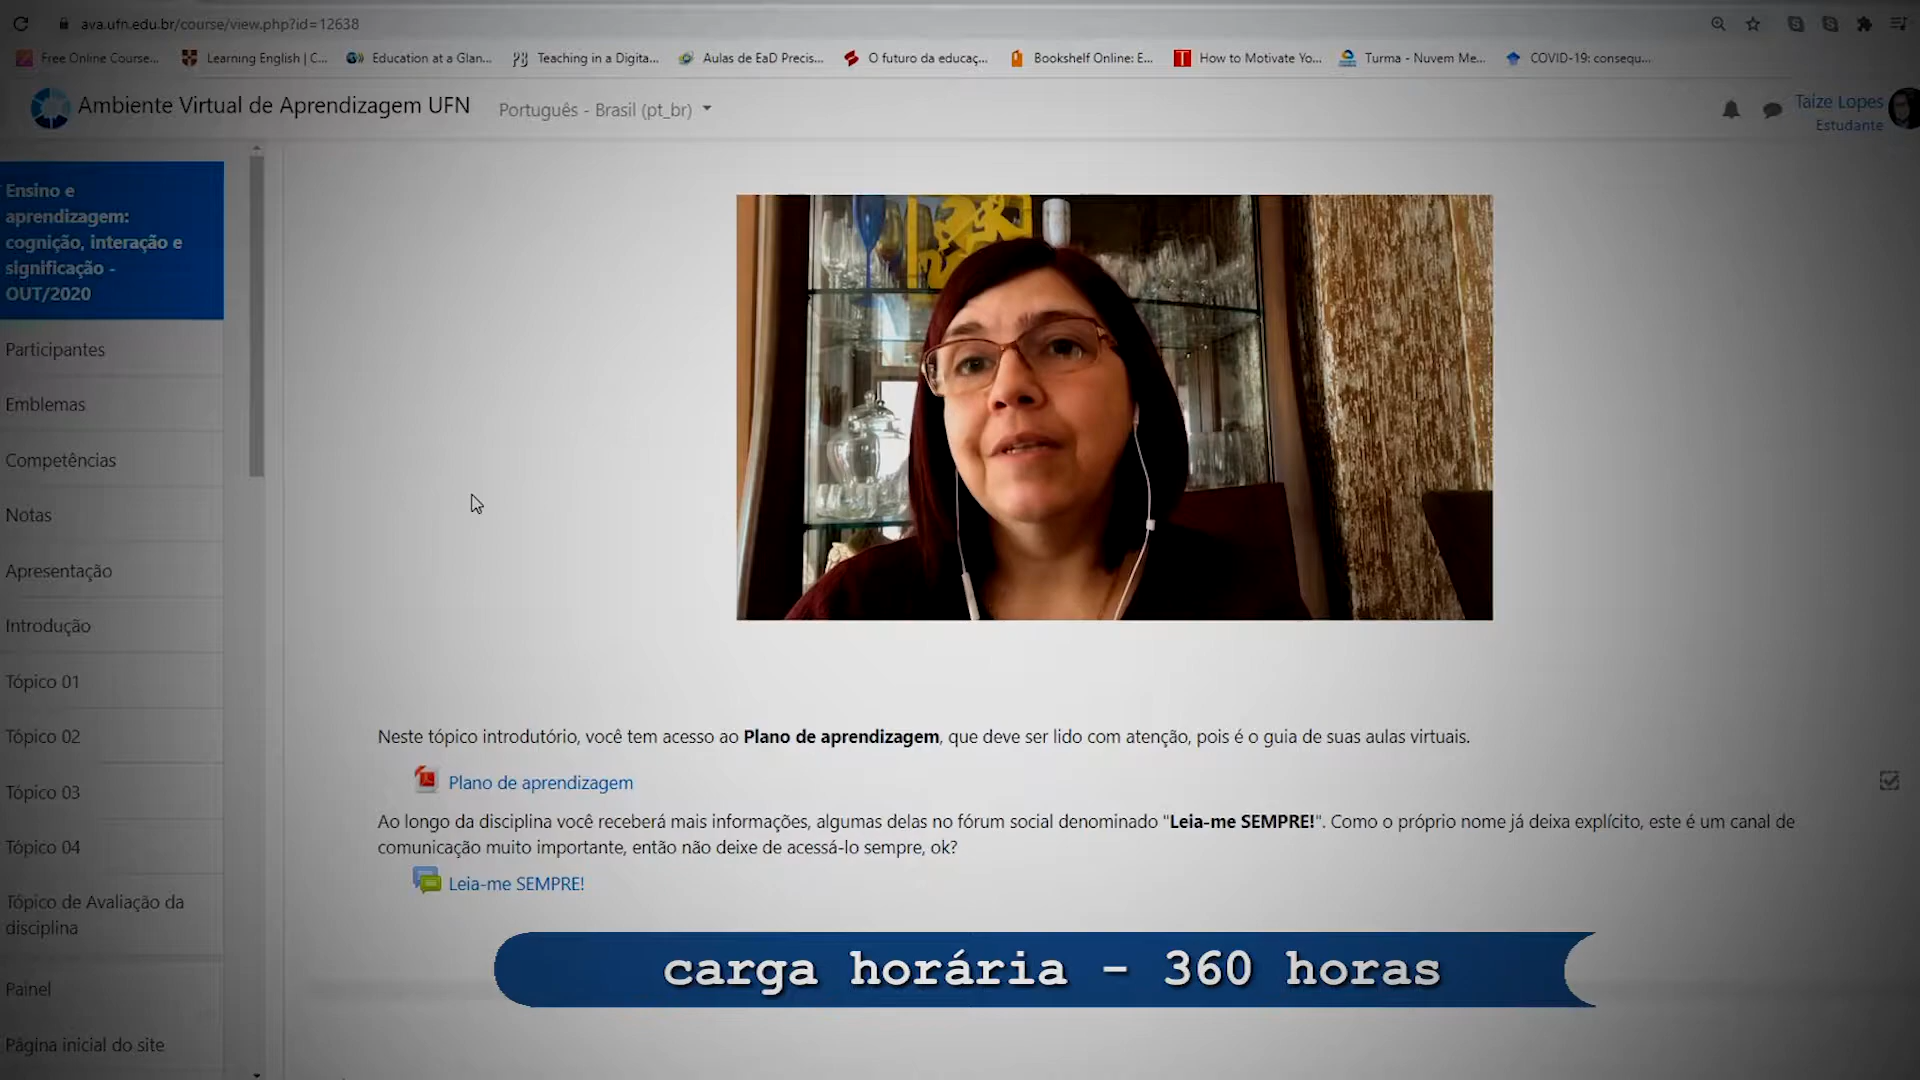 ava.ufn.edu.br/course/view.php?id=12638
Free Online Course...
Learning English | C...
Education at a Glan...
Teaching in a Digita...
Aulas de EaD Precis...
O futuro da educaç...
Bookshelf Online: E...
How to Motivate Yo...
Turma - Nuvem Me...
COVID-19: consequ...
Ambiente Virtual de Aprendizagem UFN
Português - Brasil (pt_br)
Taize Lopes
Estudante
Ensino e
aprendizagem:
cognição, interação e
significação -
OUT/2020
Participantes
Emblemas
Competências
Notas
Apresentação
Introdução
Tópico 01
Tópico 02
Tópico 03
Tópico 04
Tópico de Avaliação da
disciplina
Painel
Página inicial do site
Neste tópico introdutório, você tem acesso ao Plano de aprendizagem, que deve ser lido com atenção, pois é o guia de suas aulas virtuais.
Plano de aprendizagem
Ao longo da disciplina você receberá mais informações, algumas delas no fórum social denominado "Leia-me SEMPRE!". Como o próprio nome já deixa explícito, este é um canal de
comunicação muito importante, então não deixe de acessá-lo sempre, ok?
Leia-me SEMPRE!
carga horária - 360 horas